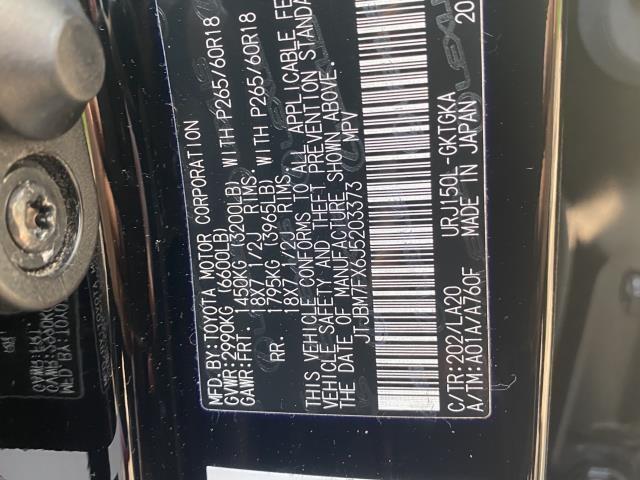 MFD.BY:TOYOTA MOTOR CORPORATION
GVWR:2990KG (6600LB)
GAWR:FRT. 1450KG (3200LB) WITH P265/60R18
18X7 1/2J RIMS,
RR. 1795KG (3965LB) WITH P265/60R18
18X7 1/2J RIMS,
THIS VEHICLE CONFORMS TO ALL APPLICABLE FE
VEHICLE SAFETY AND THEFT PREVENTION STANDA
THE DATE OF MANUFACTURE SHOWN ABOVE.
JTJBM7FX6J5203373 MPV
C/TR:202/LA20 URJ150L-GKTGKA
A/TM:A01A/A760F MADE IN JAPAN 20
LEXUS